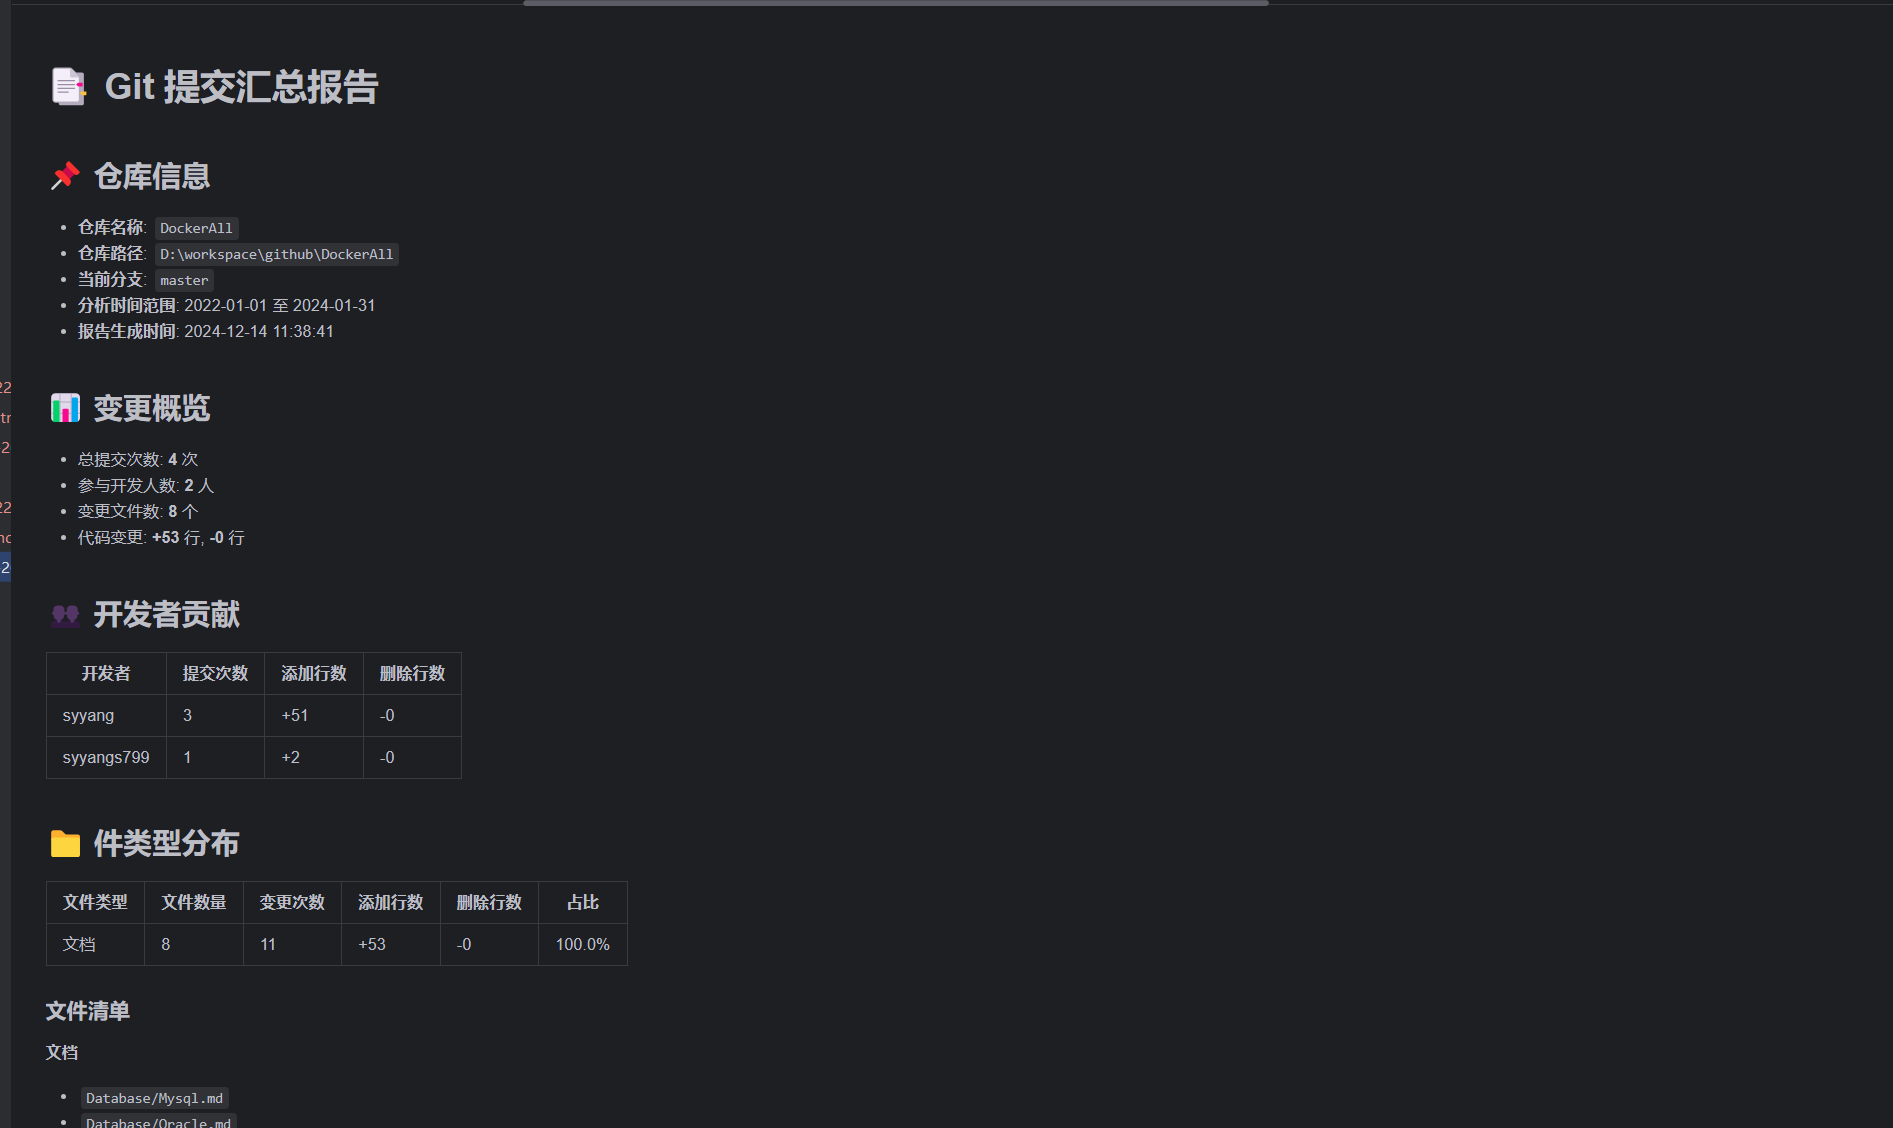 Git 提交汇总报告
仓库信息
仓库名称: DockerAll
仓库路径: D:\workspace\github\DockerAll
当前分支: master
分析时间范围: 2022-01-01 至 2024-01-31
报告生成时间: 2024-12-14 11:38:41
变更概览
总提交次数: 4 次
参与开发人数: 2 人
变更文件数: 8 个
代码变更: +53 行, -0 行
开发者贡献
开发者 提交次数 添加行数 删除行数
syyang 3 +51 -0
syyangs799 1 +2 -0
件类型分布
文件类型 文件数量 变更次数 添加行数 删除行数 占比
文档 8 11 +53 -0 100.0%
文件清单
文档
Database/Mysql.md
Database/Oracle.md